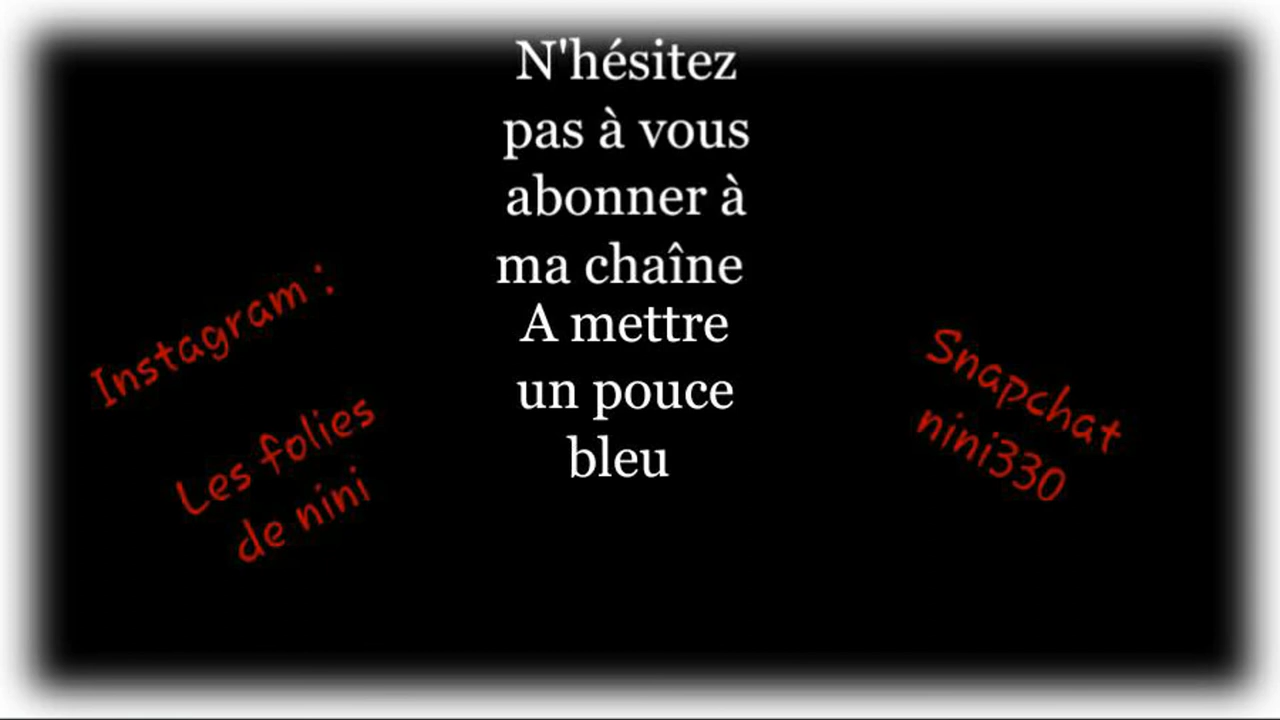 N'hésitez
pas à vous
abonner à
ma chaîne
A mettre
un pouce
bleu
Instagram :
Les folies
de nini
Snapchat
nini330